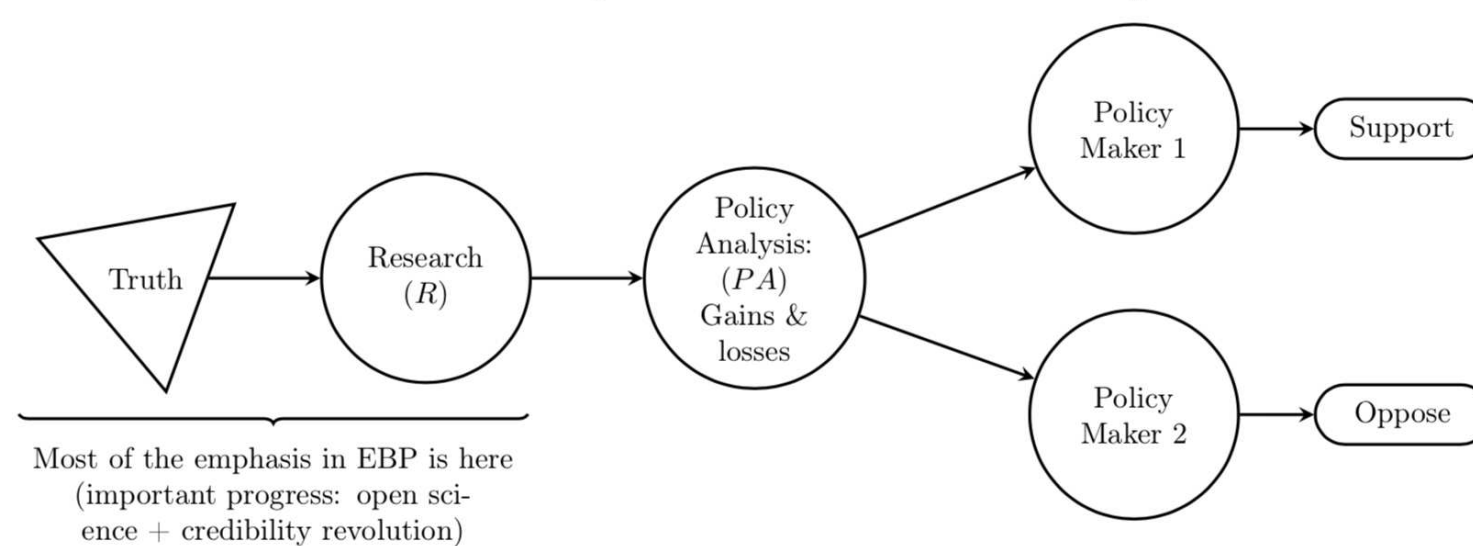 Truth
Research
(R)
Policy
Analysis:
(PA)
Gains &
losses
Policy
Maker 1
Support
Policy
Maker 2
Oppose
Most of the emphasis in EBP is here
(important progress: open sci-
ence + credibility revolution)